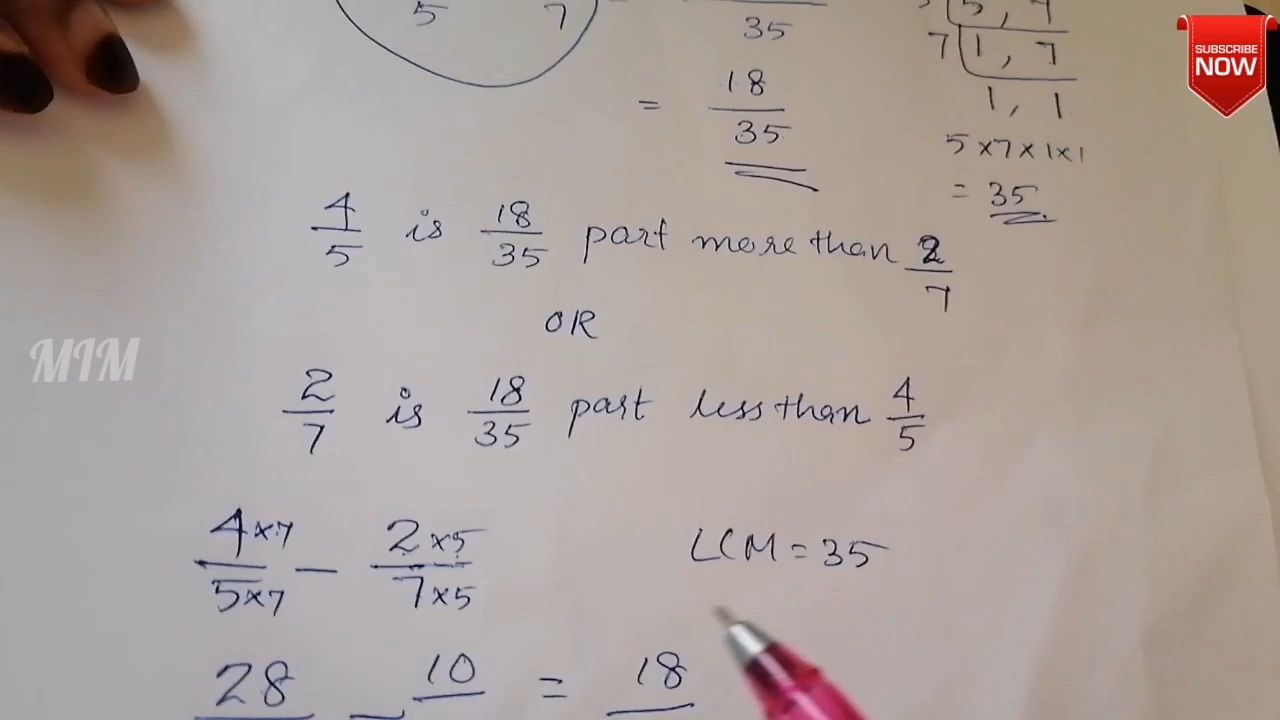 5 7
35
5, 7
7 | 1, 7
1, 1
= 18/35
5 × 7 × 1 × 1
= 35
SUBSCRIBE
NOW
4/5 is 18/35 part more than 2/7
OR
MIM
2/7 is 18/35 part less than 4/5
4×7/5×7 - 2×5/7×5
LCM = 35
28 - 10 = 18